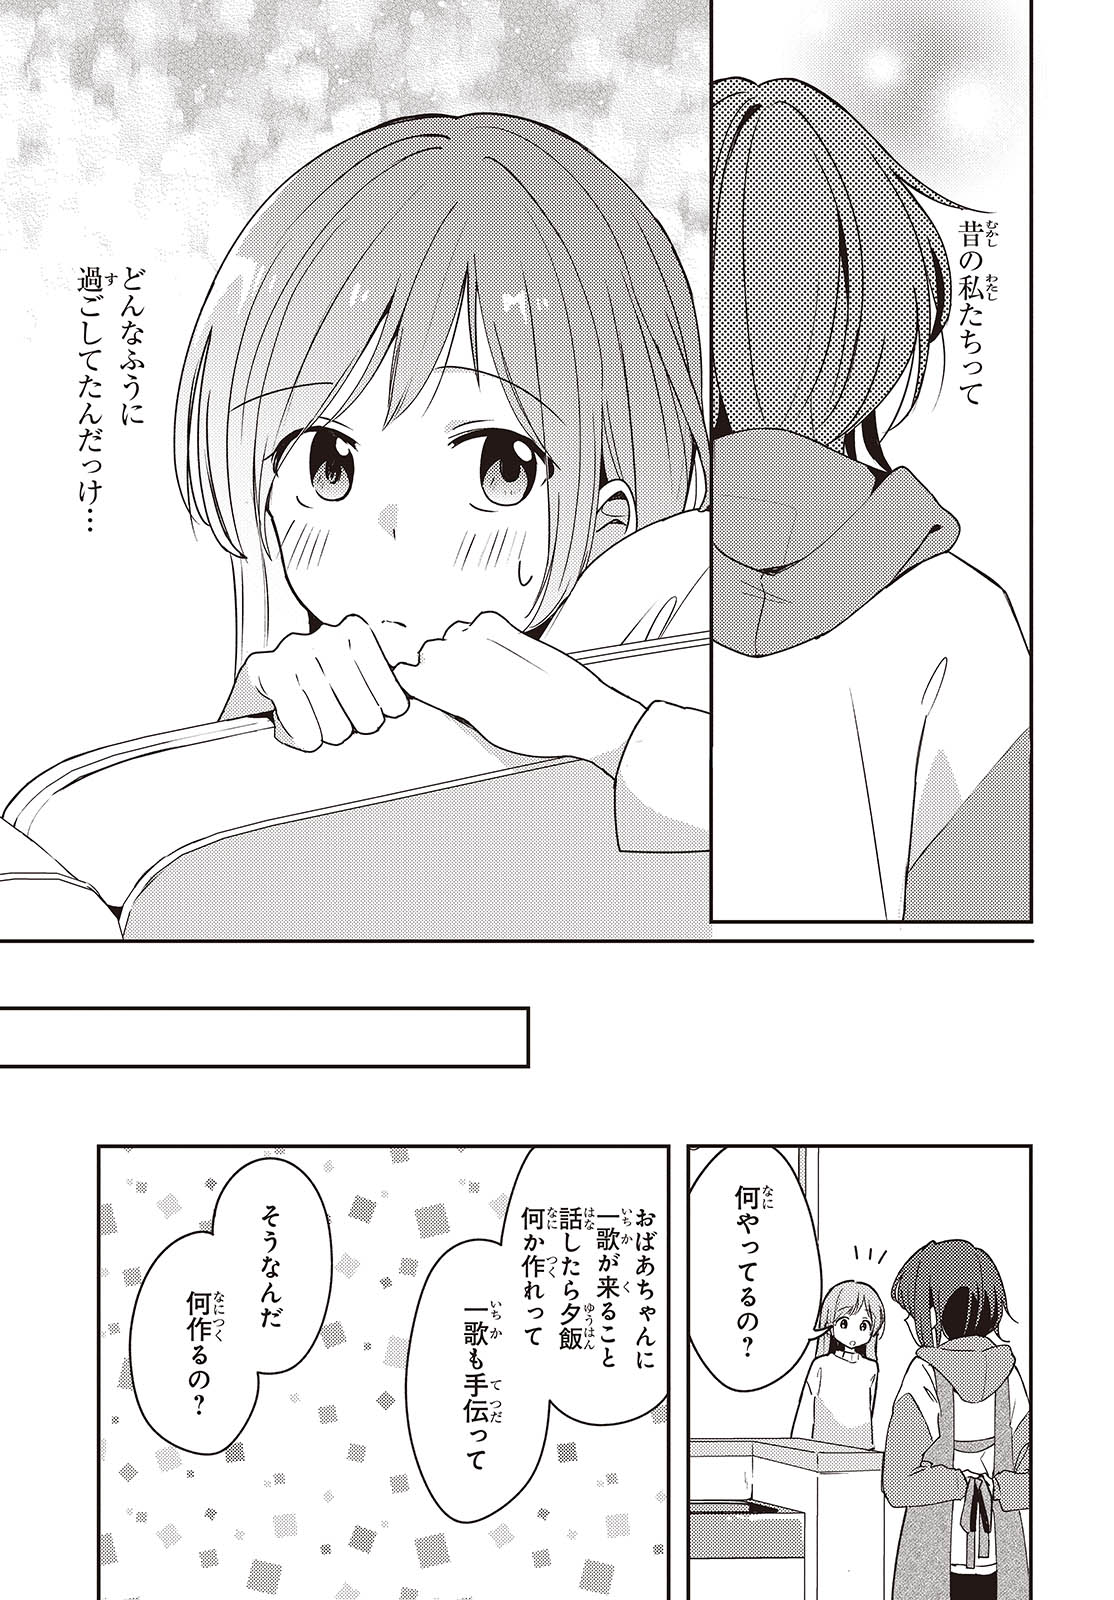 昔の私たちって
どんなふうに
過ごしてたんだっけ…
何やってるの？
おばあちゃんに
一歌が来ること
話したら夕飯
何か作れって
一歌も手伝って
そうなんだ
何作るの？